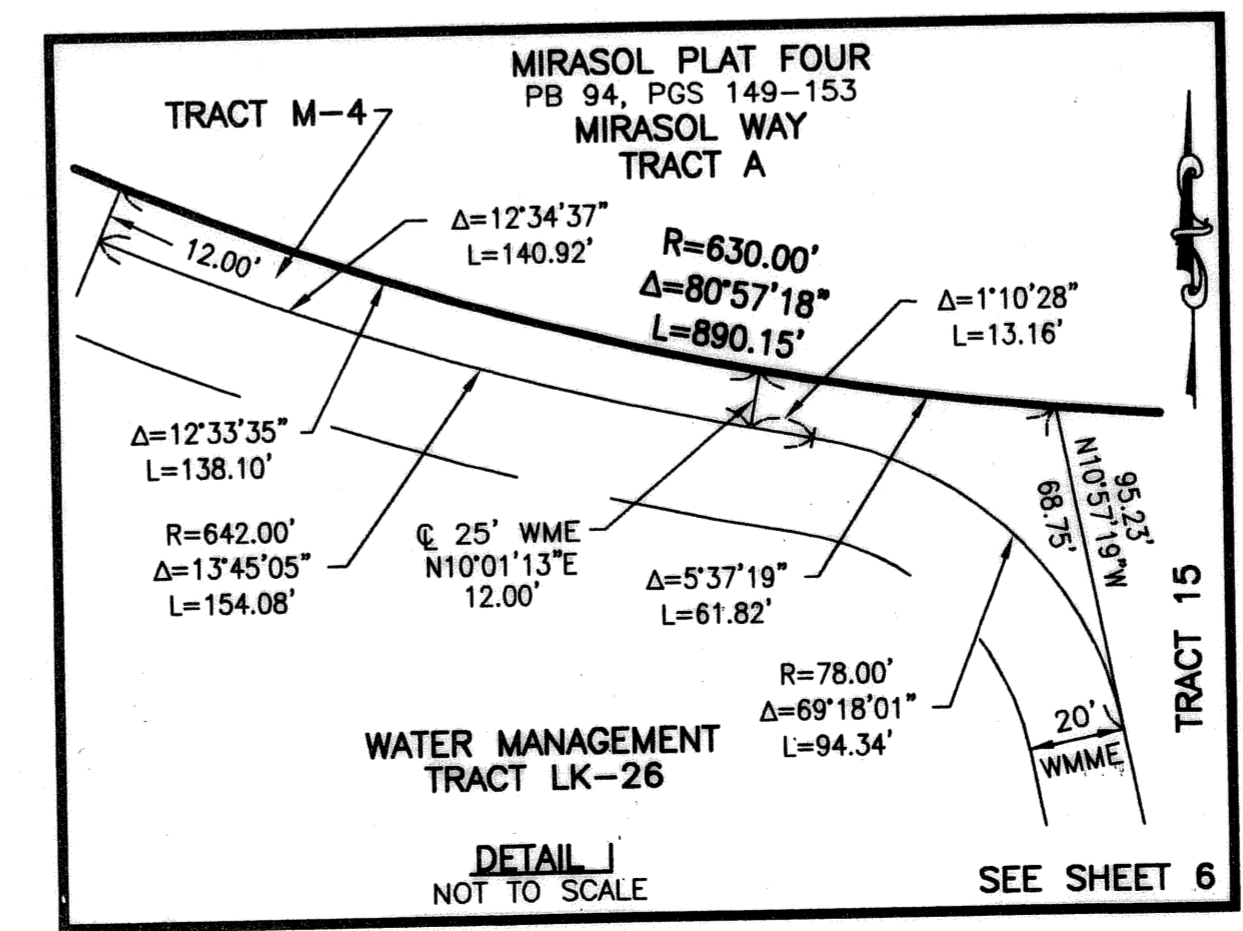 MIRASOL PLAT FOUR
PB 94, PGS 149-153
MIRASOL WAY
TRACT A
TRACT M-4
Δ=12°34'37"
L=140.92'
12.00'
R=630.00'
Δ=80°57'18"
L=890.15'
Δ=1°10'28"
L=13.16'
Δ=12°33'35"
L=138.10'
R=642.00'
Δ=13°45'05"
L=154.08'
℄ 25' WME
N10°01'13"E
12.00'
Δ=5°37'19"
L=61.82'
95.23'
N10°57'19"W
68.75'
TRACT 15
R=78.00'
Δ=69°18'01"
L=94.34'
20'
WMME
WATER MANAGEMENT
TRACT LK-26
DETAIL J
NOT TO SCALE
SEE SHEET 6